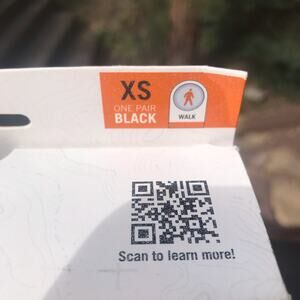 XS
ONE PAIR
BLACK
WALK
Scan to learn more!